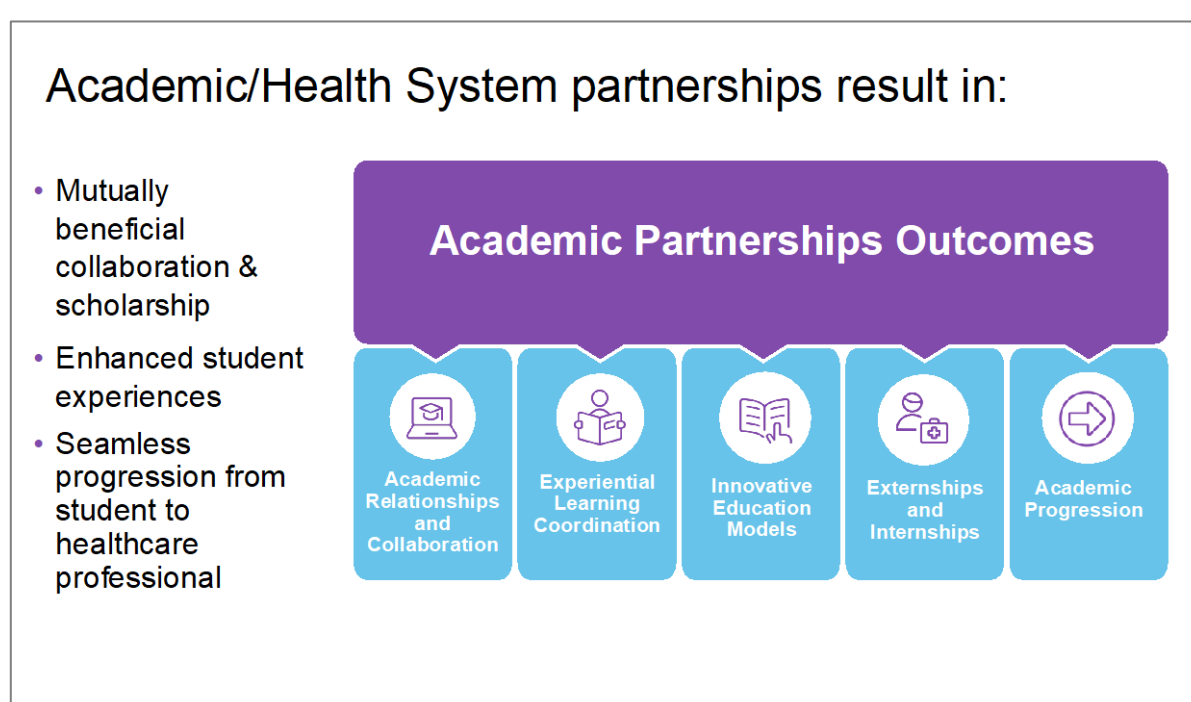 Academic/Health System partnerships result in:
• Mutually
beneficial
collaboration &
scholarship
• Enhanced student
experiences
• Seamless
progression from
student to
healthcare
professional
Academic Partnerships Outcomes
Academic
Relationships
and
Collaboration
Experiential
Learning
Coordination
Innovative
Education
Models
Externships
and
Internships
Academic
Progression